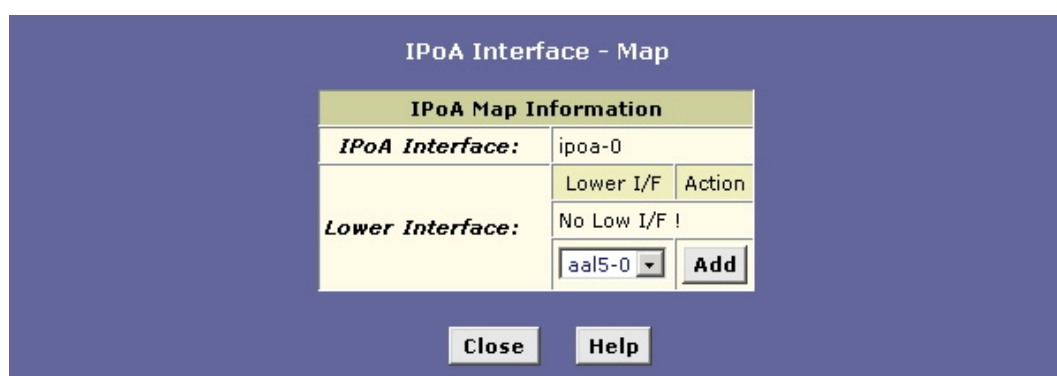 IPoA Interface - Map
IPoA Map Information
IPoA Interface: ipoa-0
Lower Interface:
Lower I/F Action
No Low I/F !
aal5-0 Add
Close Help